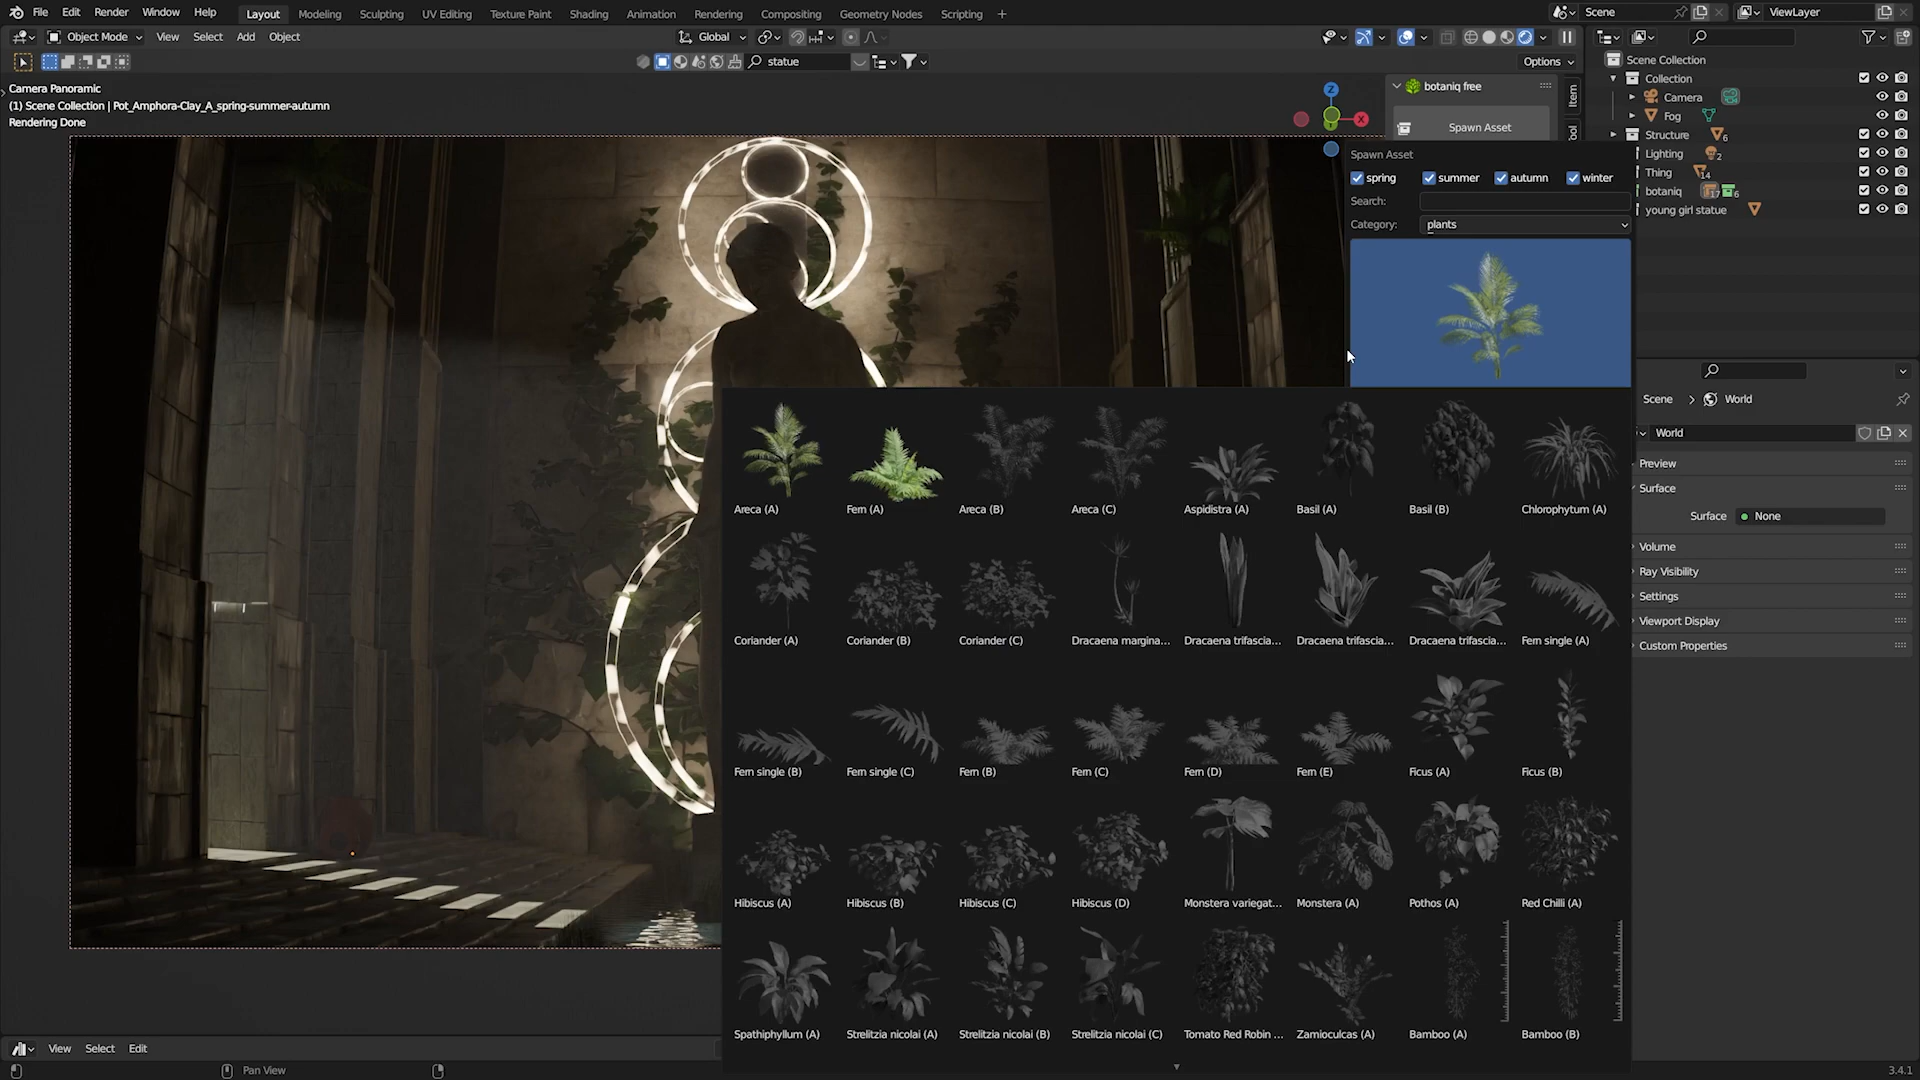 File Edit Render Window Help Layout Modeling Sculpting UV Editing Texture Paint Shading Animation Rendering Compositing Geometry Nodes Scripting + Scene ViewLayer
Object Mode View Select Add Object Global
statue Options
Camera Panoramic
(1) Scene Collection | Pot_Amphora-Clay_A_spring-summer-autumn
Rendering Done
Z
X
botaniq free
Spawn Asset
Item
Spawn Asset
spring summer autumn winter
Search:
Category: plants
Scene Collection
Collection
Camera
Fog
Structure 6
Lighting 2
Thing 14
botaniq 17 6
young girl statue
Scene > World
World
Preview
Surface
Surface None
Volume
Ray Visibility
Settings
Viewport Display
Custom Properties
Areca (A) Fern (A) Areca (B) Areca (C) Aspidistra (A) Basil (A) Basil (B) Chlorophytum (A)
Coriander (A) Coriander (B) Coriander (C) Dracaena margina... Dracaena trifascia... Dracaena trifascia... Dracaena trifascia... Fern single (A)
Fern single (B) Fern single (C) Fern (B) Fern (C) Fern (D) Fern (E) Ficus (A) Ficus (B)
Hibiscus (A) Hibiscus (B) Hibiscus (C) Hibiscus (D) Monstera variegat... Monstera (A) Pothos (A) Red Chilli (A)
Spathiphyllum (A) Strelitzia nicolai (A) Strelitzia nicolai (B) Strelitzia nicolai (C) Tomato Red Robin ... Zamioculcas (A) Bamboo (A) Bamboo (B)
View Select Edit
Pan View
3.4.1